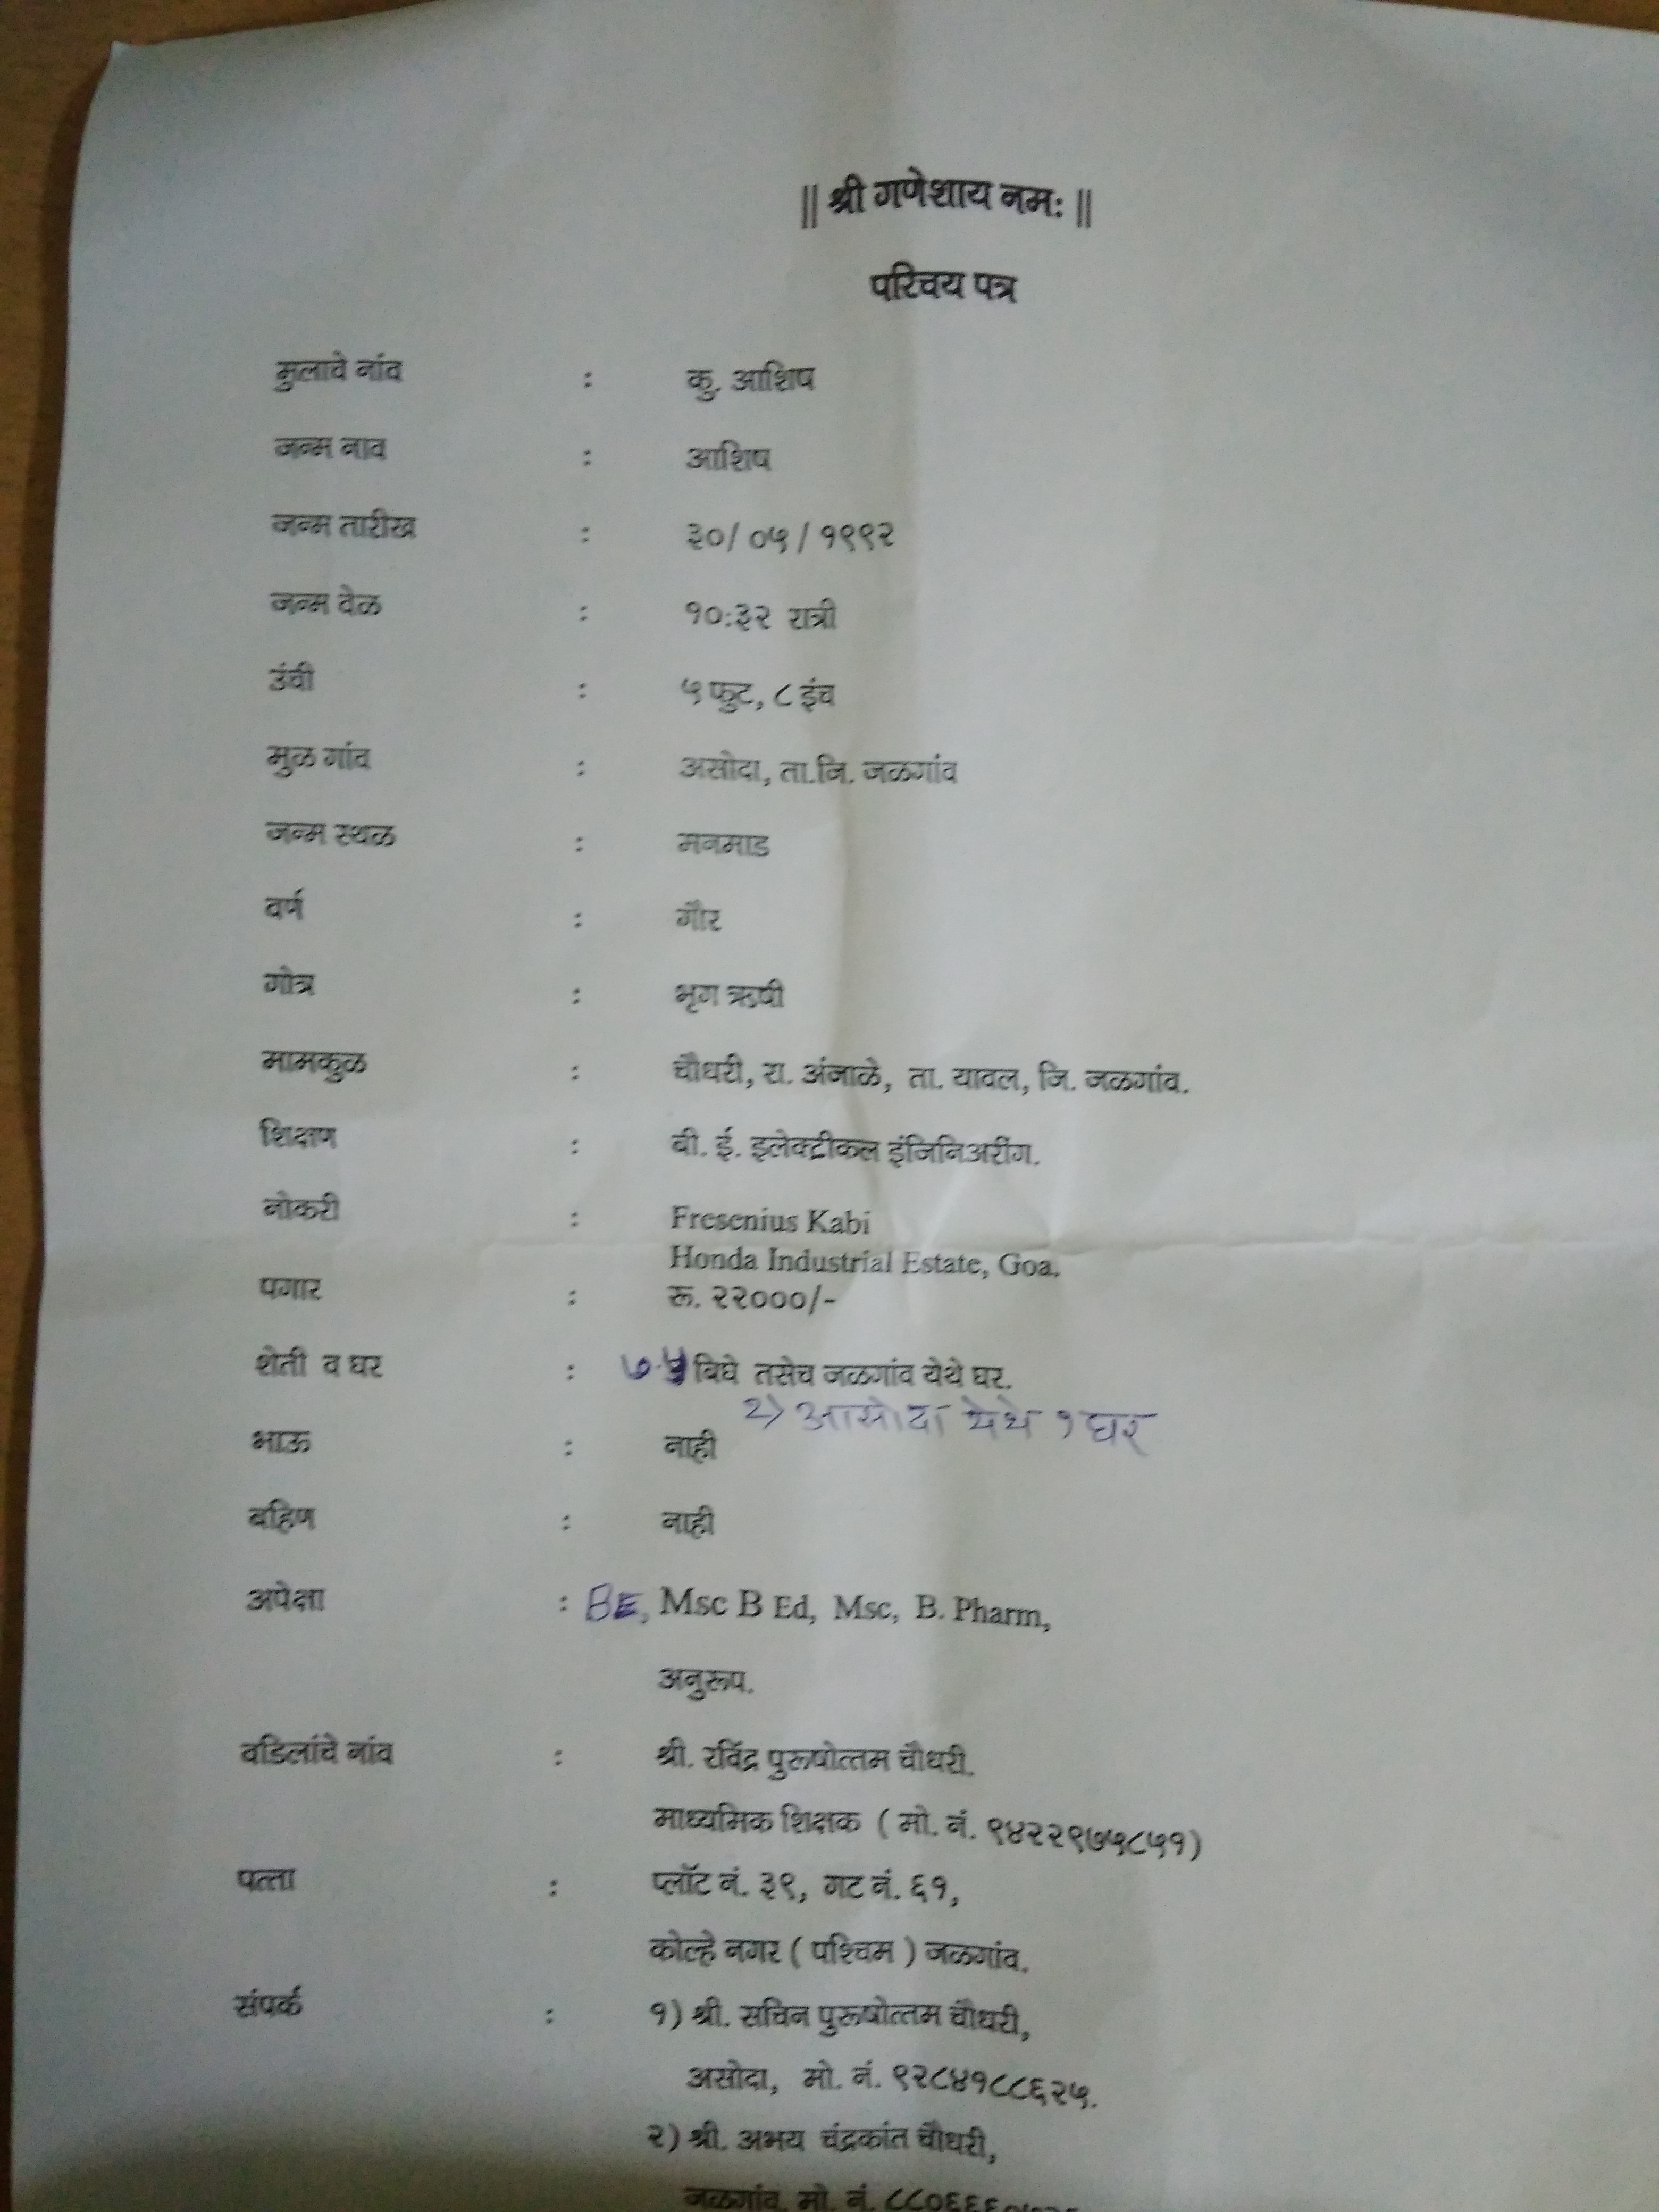 || श्री गणेशाय नमः ||
परिचय पत्र
मुलाचे नांव : कु. आशिष
जन्म नाव : आशिष
जन्म तारीख : ३०/ ०५ / १९९२
जन्म वेळ : १०:३२ रात्री
उंची : ५ फुट, ८ इंच
मुळ गांव : असोदा, ता.जि. जळगांव
जन्म स्थळ : मनमाड
वर्ण : गौर
गोत्र : भृग ऋषी
मामकुळ : चौधरी, रा. अंजाळे, ता. यावल, जि. जळगांव.
शिक्षण : बी. ई. इलेक्ट्रीकल इंजिनिअरींग.
नोकरी : Fresenius Kabi
Honda Industrial Estate, Goa.
पगार : रू. २२०००/-
शेती व घर : ७.५ बिघे तसेच जळगांव येथे घर.
२) आसोदा येथे १ घर
भाऊ : नाही
बहिण : नाही
अपेक्षा : BE, Msc B Ed, Msc, B. Pharm,
अनुरूप.
वडिलांचे नांव : श्री. रविंद्र पुरूषोत्तम चौधरी.
माध्यमिक शिक्षक ( मो. नं. ९४२२९७५८५१)
पत्ता : प्लॉट नं. ३९, गट नं. ६१,
कोल्हे नगर ( पश्चिम ) जळगांव.
संपर्क : १) श्री. सचिन पुरूषोत्तम चौधरी,
असोदा, मो. नं. ९२८४१८८६२५.
२) श्री. अभय चंद्रकांत चौधरी,
जळगांव, मो. नं.